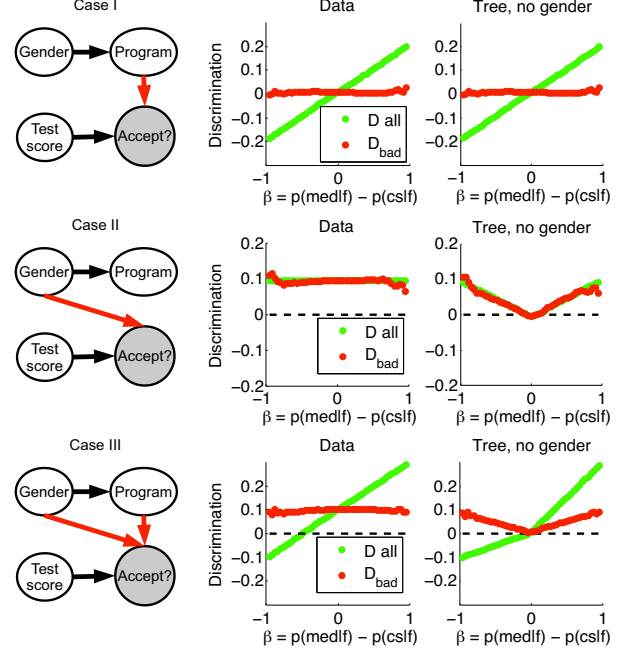 Case I
Gender
Program
Test
score
Accept?
Data
Tree, no gender
Discrimination
0.2
0.1
0
−0.1
−0.2
D all
D bad
−1 0 1
β = p(medlf) − p(cslf)
0.2
0.1
0
−0.1
−0.2
−1 0 1
β = p(medlf) − p(cslf)
Case II
Gender
Program
Test
score
Accept?
Data
Tree, no gender
Discrimination
0.2
0.1
0
−0.1
−0.2
D all
D bad
−1 0 1
β = p(medlf) − p(cslf)
0.2
0.1
0
−0.1
−0.2
−1 0 1
β = p(medlf) − p(cslf)
Case III
Gender
Program
Test
score
Accept?
Data
Tree, no gender
Discrimination
0.2
0.1
0
−0.1
0.1
D all
D bad
−1 0 1
β = p(medlf) − p(cslf)
0.2
0.1
0
−0.1
0.1
−1 0 1
β = p(medlf) − p(cslf)